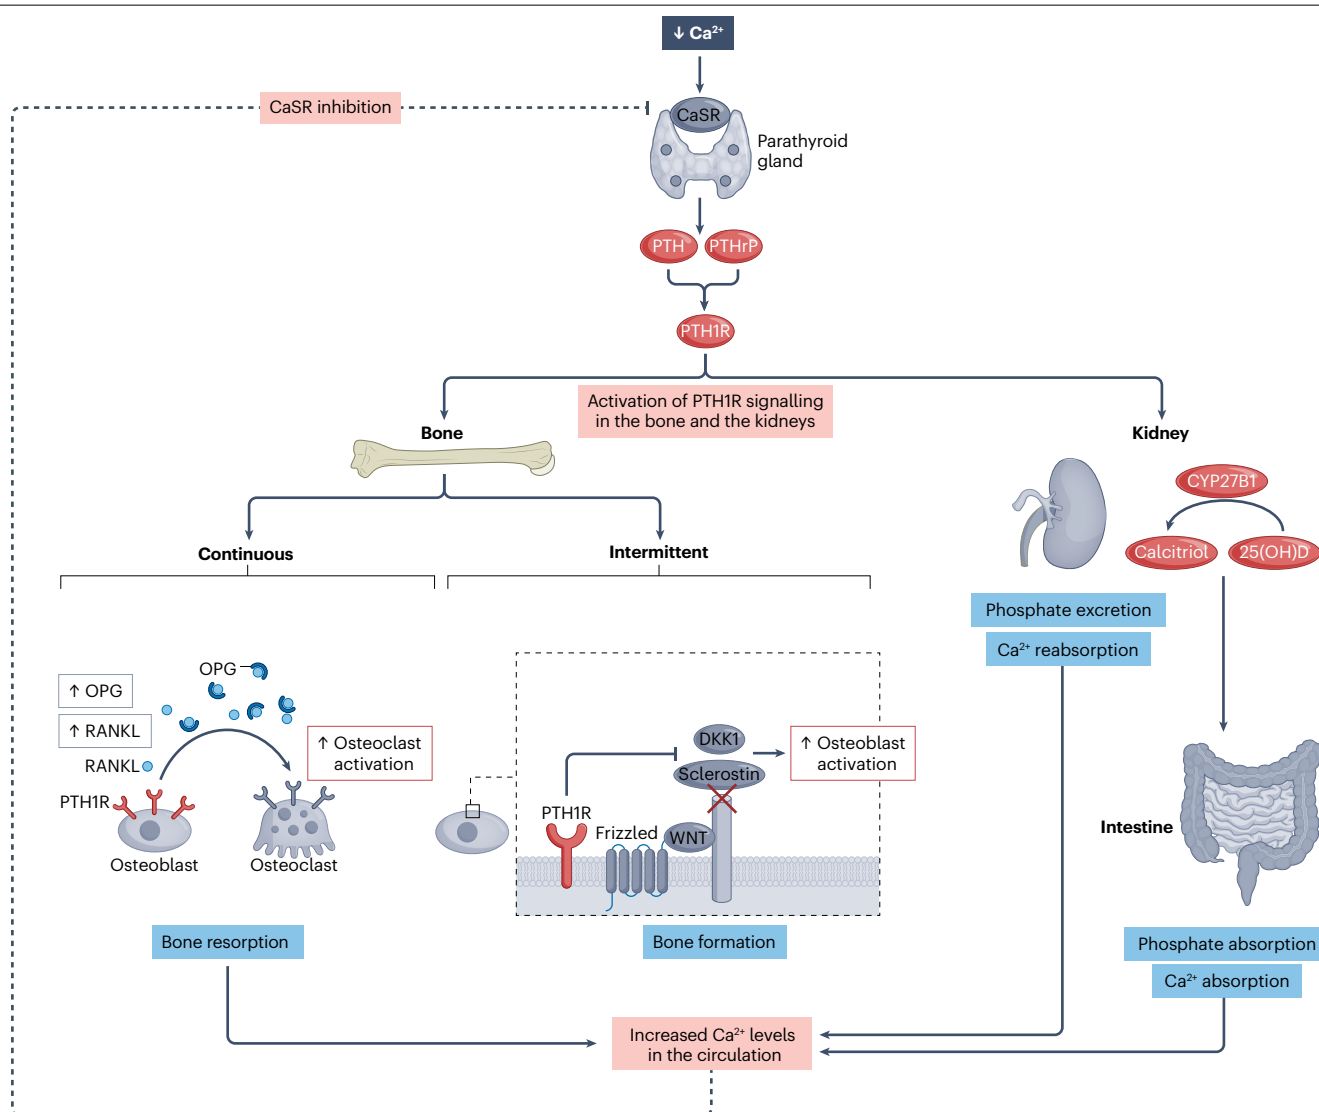 ↓ Ca²⁺
CaSR inhibition
CaSR
Parathyroid
gland
PTH
PTHrP
PTH1R
Activation of PTH1R signalling
in the bone and the kidneys
Bone
Kidney
CYP27B1
Calcitriol
25(OH)D
Continuous
Intermittent
Phosphate excretion
Ca²⁺ reabsorption
OPG
↑ OPG
↑ RANKL
RANKL
↑ Osteoclast
activation
PTH1R
Osteoblast
Osteoclast
DKK1
Sclerostin
↑ Osteoblast
activation
PTH1R
Frizzled
WNT
Intestine
Bone resorption
Bone formation
Phosphate absorption
Ca²⁺ absorption
Increased Ca²⁺ levels
in the circulation